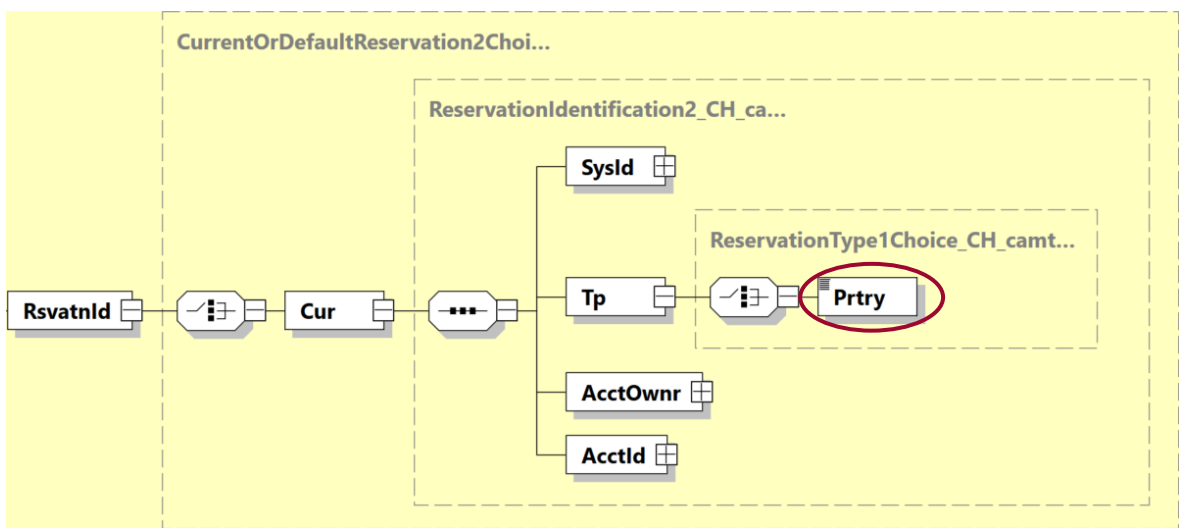 CurrentOrDefaultReservation2Choi...
ReservationIdentification2_CH_ca...
SysId
ReservationType1Choice_CH_camt...
RsvatnId
Cur
Tp
Prtry
AcctOwnr
AcctId